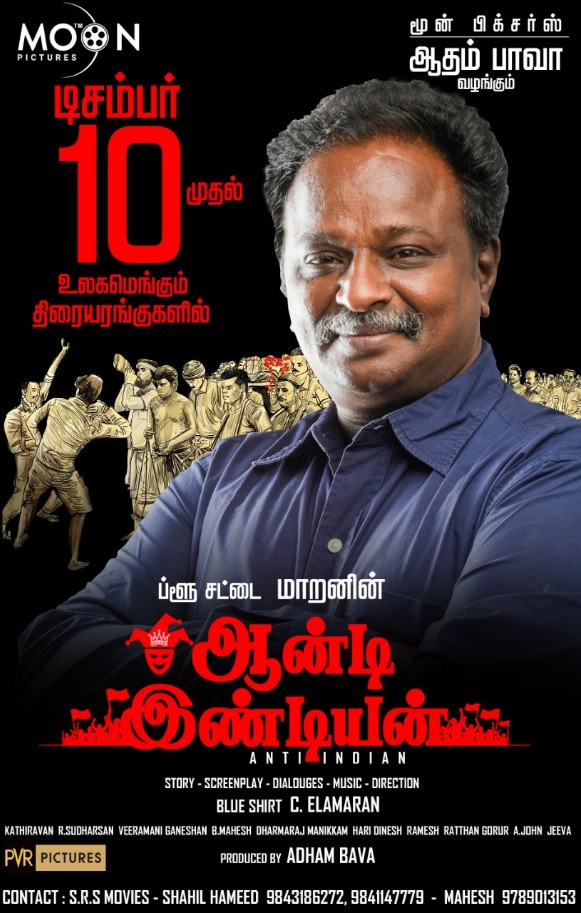 MOON
TM
PICTURES
மூன் பிக்சர்ஸ்
ஆதம் பாவா
வழங்கும்
டிசம்பர்
10 முதல்
உலகமெங்கும்
திரையரங்குகளில்
ப்ளூ சட்டை மாறனின்
ஆன்டி
இண்டியன்
ANTI INDIAN
STORY - SCREENPLAY - DIALOUGES - MUSIC - DIRECTION
BLUE SHIRT C. ELAMARAN
KATHIRAVAN R.SUDHARSAN VEERAMANI GANESHAN B.MAHESH DHARMARAJ MANIKKAM HARI DINESH RAMESH RATTHAN GORUR A.JOHN JEEVA
PVR PICTURES
PRODUCED BY ADHAM BAVA
CONTACT : S.R.S MOVIES - SHAHIL HAMEED 9843186272, 9841147779 - MAHESH 9789013153